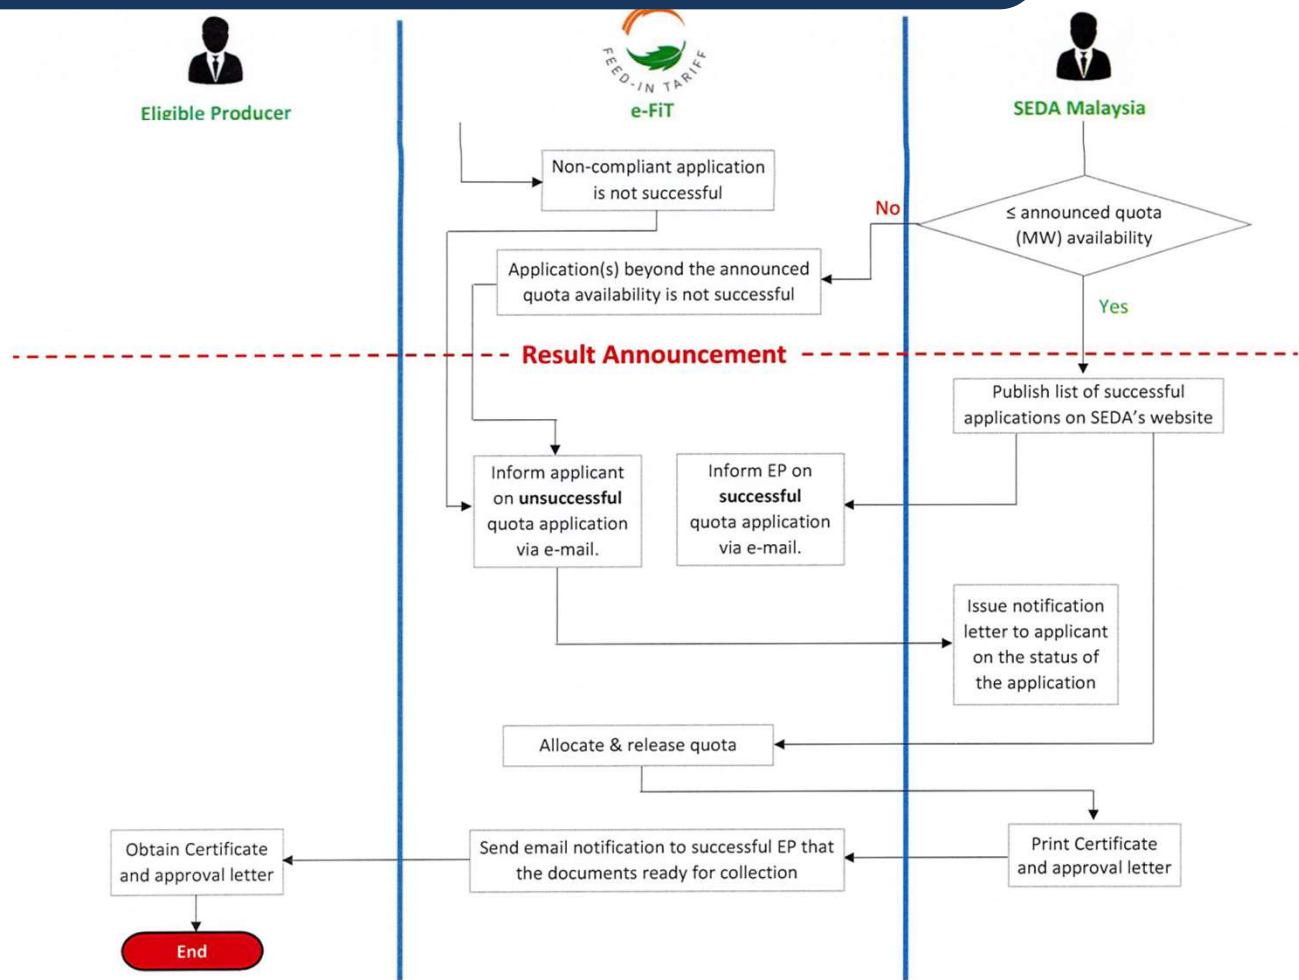 FEED-IN TARIFF
Eligible Producer
e-FiT
SEDA Malaysia
Non-compliant application
is not successful
No
≤ announced quota
(MW) availability
Application(s) beyond the announced
quota availability is not successful
Yes
Result Announcement
Publish list of successful
applications on SEDA's website
Inform applicant
on unsuccessful
quota application
via e-mail.
Inform EP on
successful
quota application
via e-mail.
Issue notification
letter to applicant
on the status of
the application
Allocate & release quota
Obtain Certificate
and approval letter
Send email notification to successful EP that
the documents ready for collection
Print Certificate
and approval letter
End